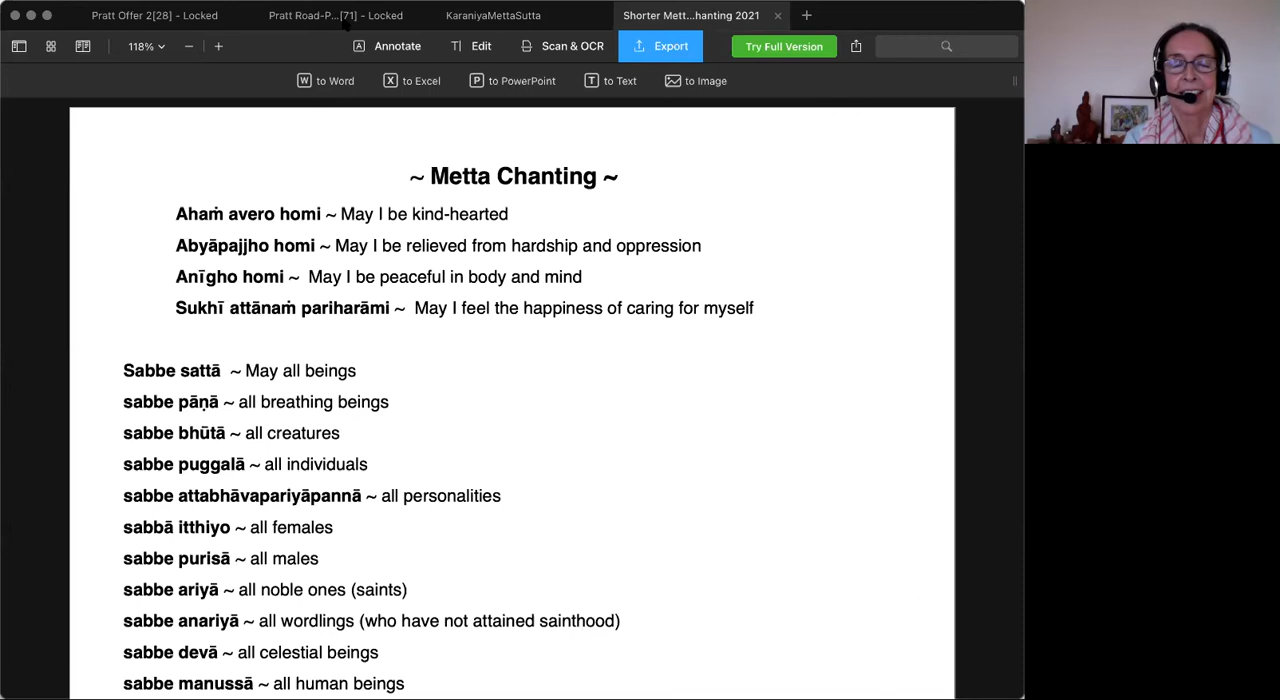 Pratt Offer 2[28] - Locked
Pratt Road-P...[71] - Locked
KaraniyaMettaSutta
Shorter Mett...hanting 2021
118%
Annotate
Edit
Scan & OCR
Export
Try Full Version
to Word
to Excel
to PowerPoint
to Text
to Image
~ Metta Chanting ~
Ahaṁ avero homi ~ May I be kind-hearted
Abyāpajjho homi ~ May I be relieved from hardship and oppression
Anīgho homi ~ May I be peaceful in body and mind
Sukhī attānaṁ pariharāmi ~ May I feel the happiness of caring for myself
Sabbe sattā ~ May all beings
sabbe pāṇā ~ all breathing beings
sabbe bhūtā ~ all creatures
sabbe puggalā ~ all individuals
sabbe attabhāvapariyāpannā ~ all personalities
sabbā itthiyo ~ all females
sabbe purisā ~ all males
sabbe ariyā ~ all noble ones (saints)
sabbe anariyā ~ all wordlings (who have not attained sainthood)
sabbe devā ~ all celestial beings
sabbe manussā ~ all human beings